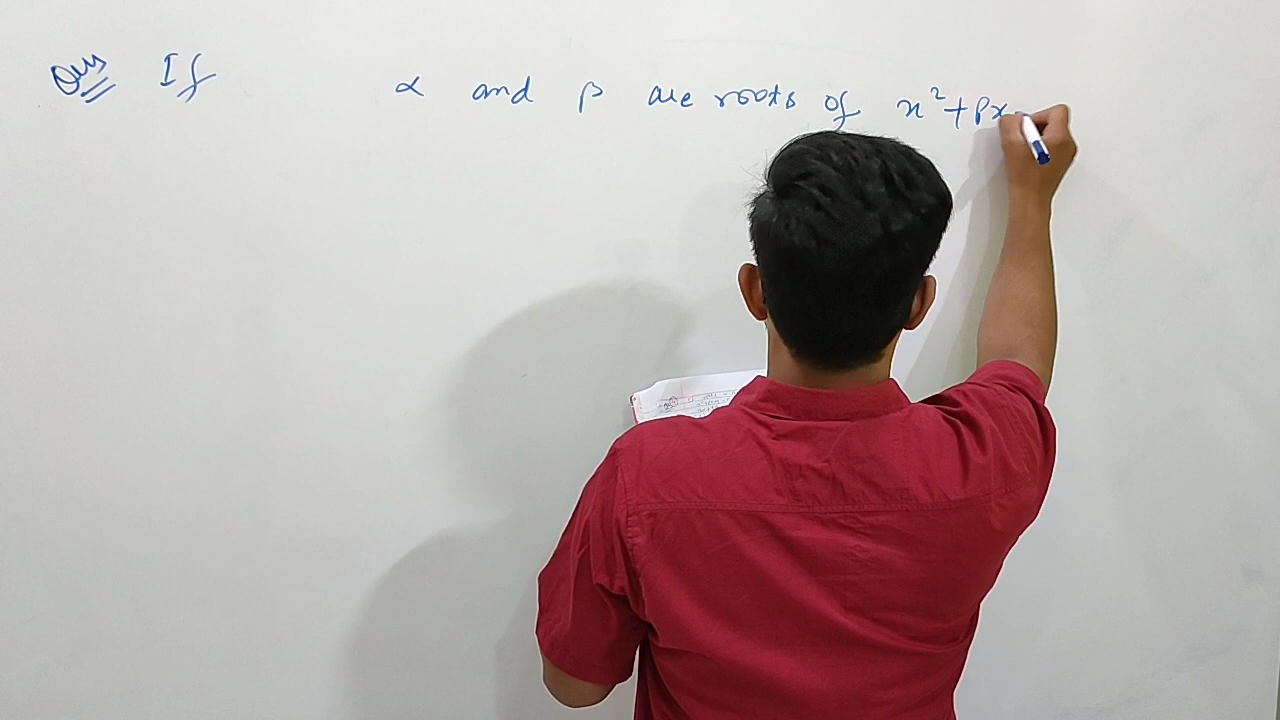 Ques If α and β are roots of x²+px